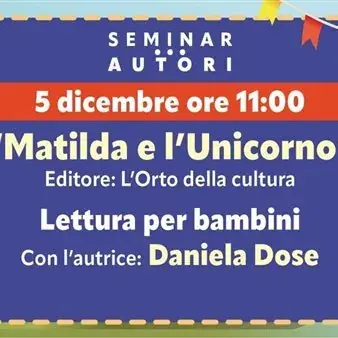 SEMINAR
AUTORI
5 dicembre ore 11:00
"Matilda e l'Unicorno"
Editore: L'Orto della cultura
Lettura per bambini
Con l'autrice: Daniela Dose